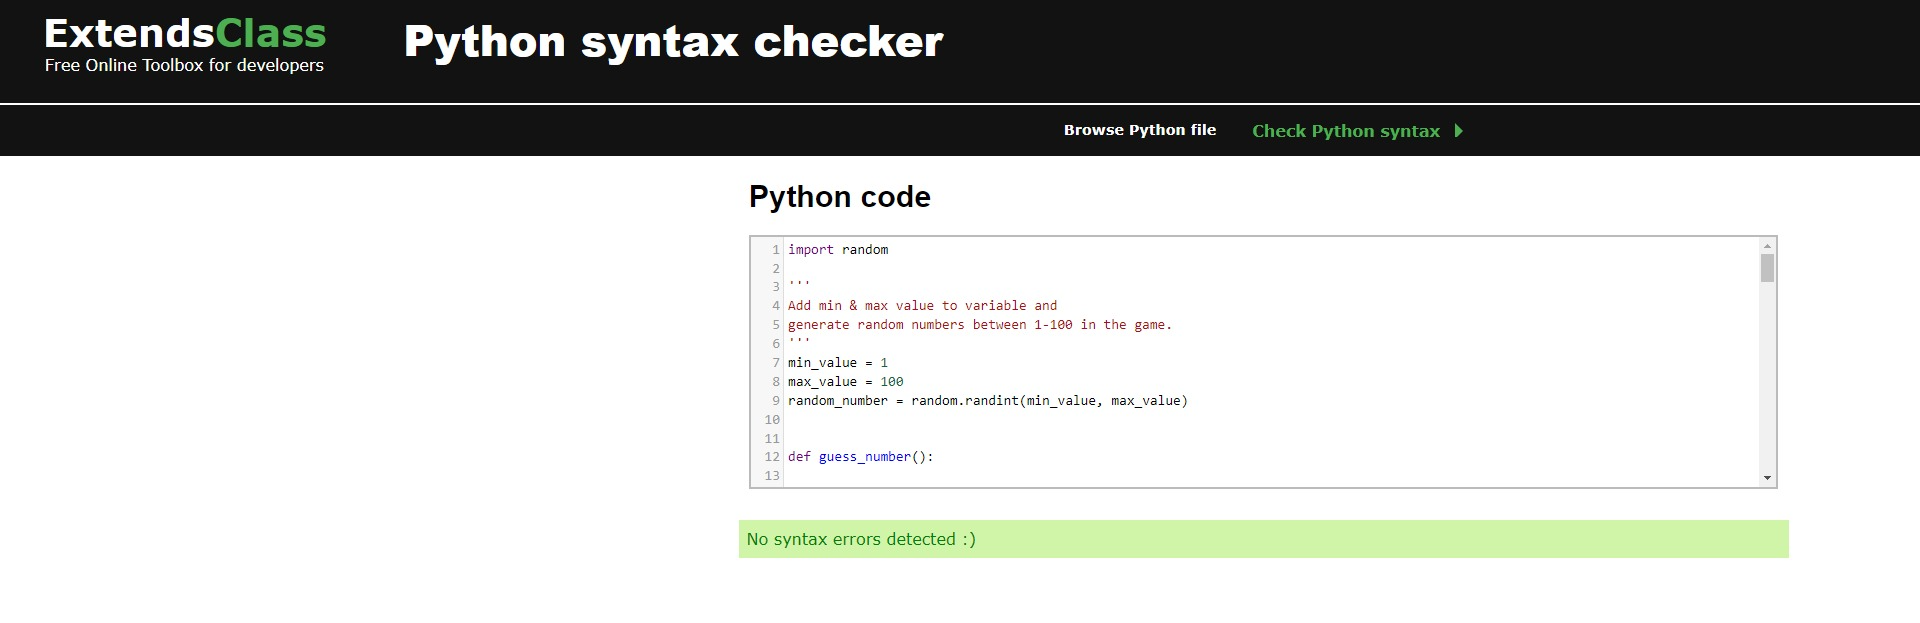 ExtendsClass
Free Online Toolbox for developers
Python syntax checker
Browse Python file
Check Python syntax
Python code
1 import random
2
3 '''
4 Add min & max value to variable and
5 generate random numbers between 1-100 in the game.
6 '''
7 min_value = 1
8 max_value = 100
9 random_number = random.randint(min_value, max_value)
10
11
12 def guess_number():
13
No syntax errors detected :)